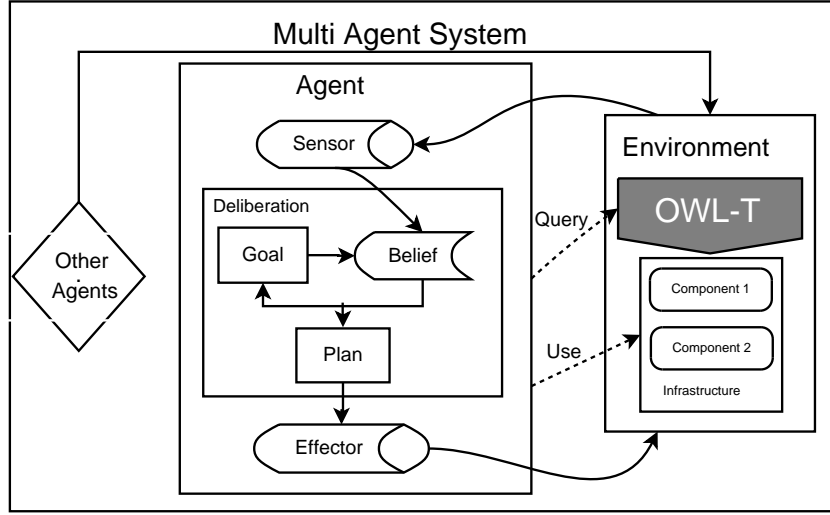 Multi Agent System
Agent
Sensor
Environment
Deliberation
OWL-T
Query
Goal
Belief
Other
Agents
Component 1
Use
Plan
Component 2
Infrastructure
Effector